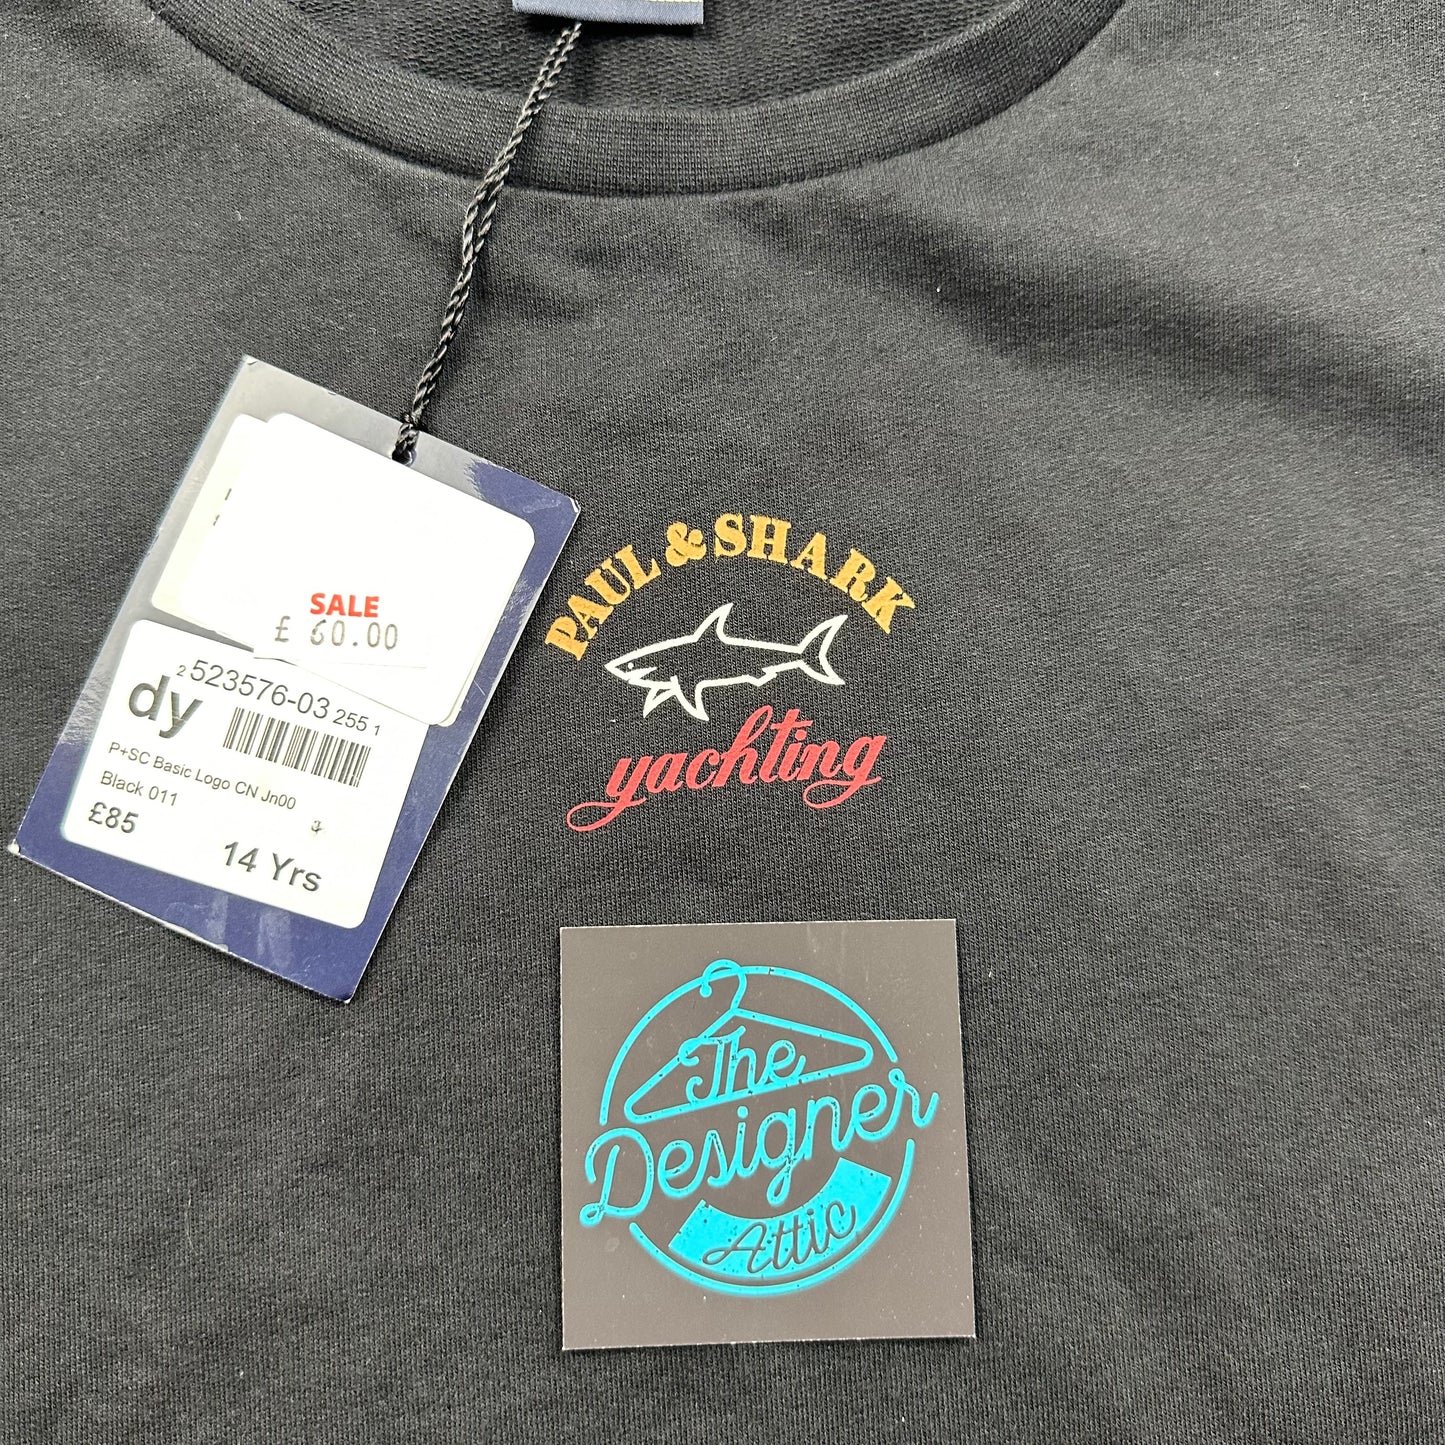 SALE
£ 60.00
2 523576-03 255 1
dy
P+SC Basic Logo CN Jn00
Black 011
£85
14 Yrs
PAUL & SHARK
yachting
The
Designer
Attic